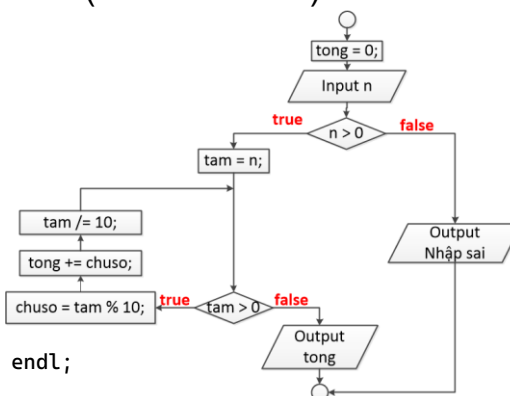 tong = 0;
Input n
true
n > 0
false
tam = n;
tam /= 10;
tong += chuso;
chuso = tam % 10;
true
tam > 0
false
Output
Nhập sai
Output
tong
endl;